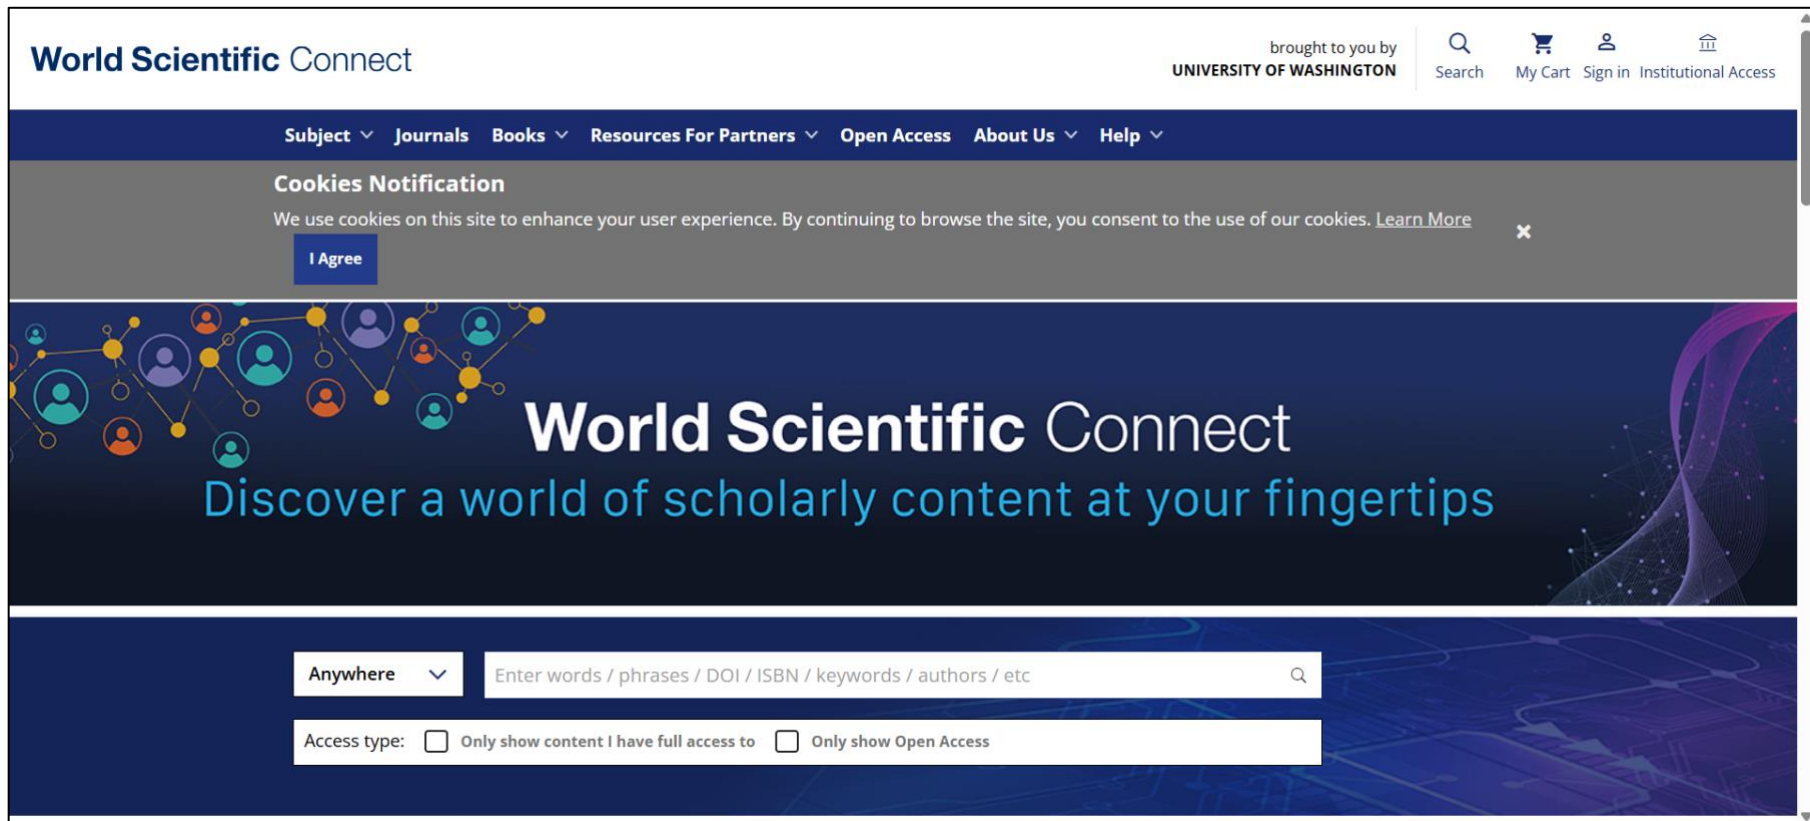 World Scientific Connect
brought to you by
UNIVERSITY OF WASHINGTON
Search
My Cart
Sign in
Institutional Access
Subject
Journals
Books
Resources For Partners
Open Access
About Us
Help
Cookies Notification
We use cookies on this site to enhance your user experience. By continuing to browse the site, you consent to the use of our cookies. Learn More
I Agree
World Scientific Connect
Discover a world of scholarly content at your fingertips
Anywhere
Enter words / phrases / DOI / ISBN / keywords / authors / etc
Access type: Only show content I have full access to Only show Open Access